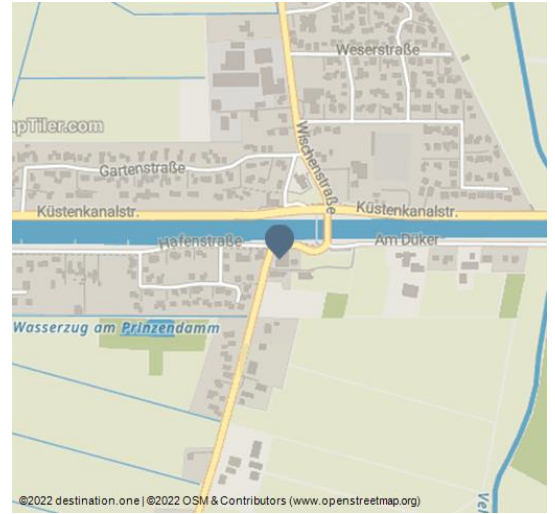 Weserstraße
apTiler.com
Wischenstraße
Gartenstraße
Küstenkanalstr.
Küstenkanalstr.
Hafenstraße
Am Düker
Wasserzug am Prinzendamm
Ve
©2022 destination.one | ©2022 OSM & Contributors (www.openstreetmap.org)